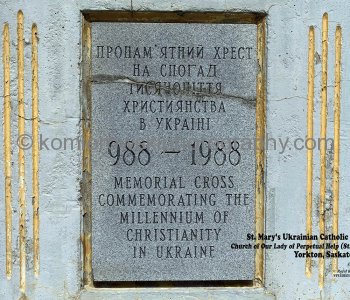 ПРОПАМ'ЯТНИЙ ХРЕСТ
НА СПОГАД
ТИСЯЧОЛІТТЯ
ХРИСТИЯНСТВА
В УКРАЇНІ
988 — 1988
MEMORIAL CROSS
COMMEMORATING THE
MILLENNIUM OF
CHRISTIANITY
IN UKRAINE
St. Mary's Ukrainian Catholic
Church of Our Lady of Perpetual Help (St
Yorkton, Saskat